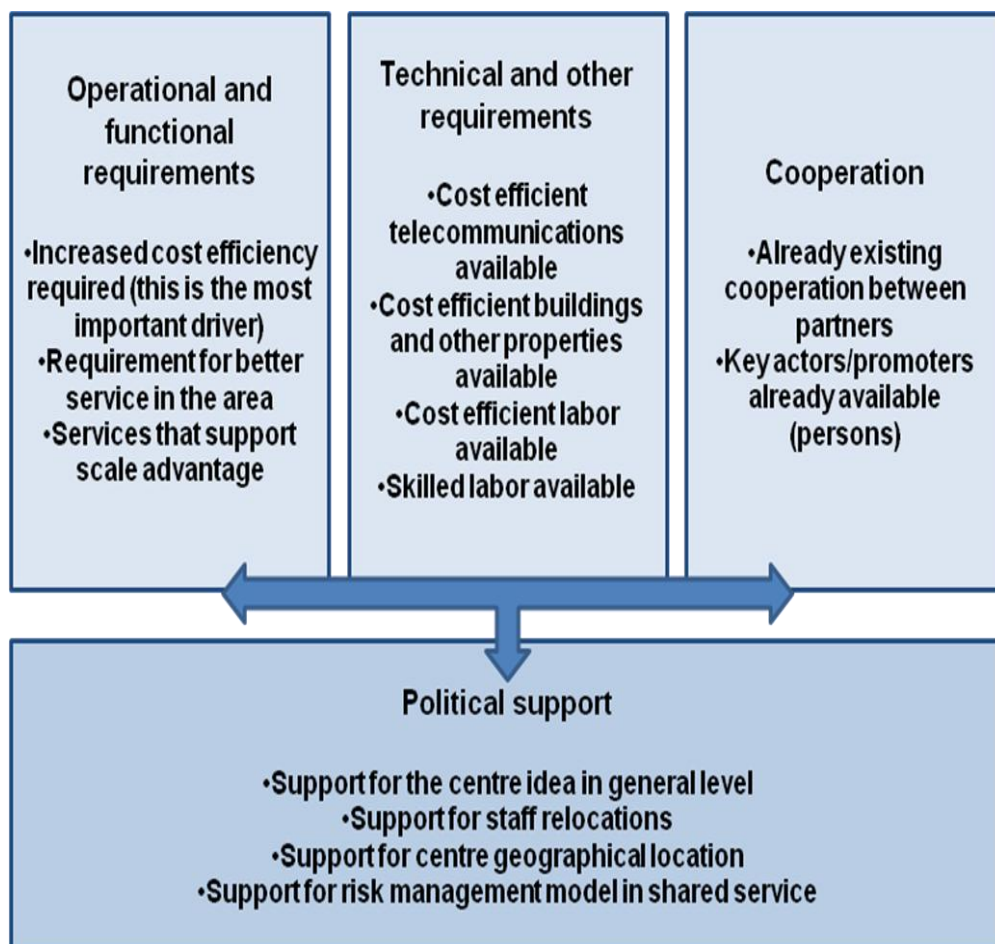 Operational and
functional
requirements
•Increased cost efficiency
required (this is the most
important driver)
•Requirement for better
service in the area
•Services that support
scale advantage
Technical and other
requirements
•Cost efficient
telecommunications
available
•Cost efficient buildings
and other properties
available
•Cost efficient labor
available
•Skilled labor available
Cooperation
•Already existing
cooperation between
partners
•Key actors/promoters
already available
(persons)
Political support
•Support for the centre idea in general level
•Support for staff relocations
•Support for centre geographical location
•Support for risk management model in shared service